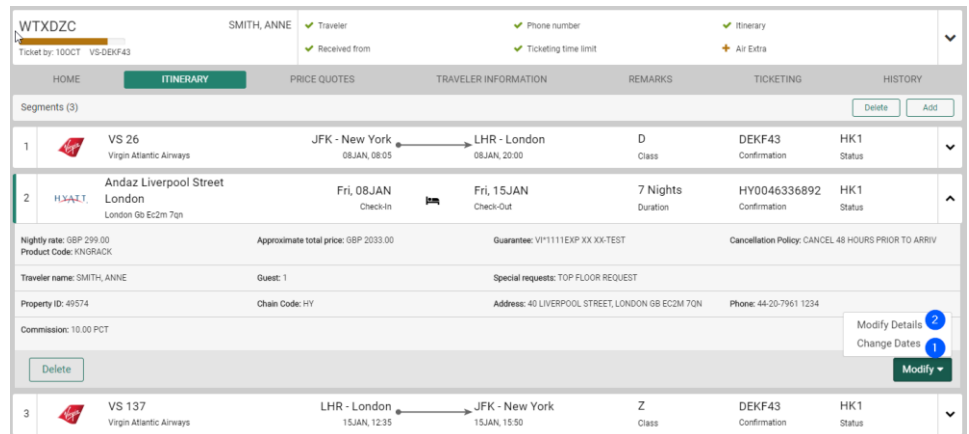 WTXDZC SMITH, ANNE Traveler Phone number Itinerary
Ticket by: 10OCT VS-DEKF43 Received from Ticketing time limit Air Extra
HOME ITINERARY PRICE QUOTES TRAVELER INFORMATION REMARKS TICKETING HISTORY
Segments (3) Delete Add
1 Virgin VS 26 JFK - New York LHR - London D DEKF43 HK1
Virgin Atlantic Airways 08JAN, 08:05 08JAN, 20:00 Class Confirmation Status
Andaz Liverpool Street
2 HYATT London Fri, 08JAN Fri, 15JAN 7 Nights HY0046336892 HK1
London Gb Ec2m 7qn Check-In Check-Out Duration Confirmation Status
Nightly rate: GBP 299.00 Approximate total price: GBP 2033.00 Guarantee: VI*1111EXP XX XX-TEST Cancellation Policy: CANCEL 48 HOURS PRIOR TO ARRIV
Product Code: KNGRACK
Traveler name: SMITH, ANNE Guest: 1 Special requests: TOP FLOOR REQUEST
Property ID: 49574 Chain Code: HY Address: 40 LIVERPOOL STREET, LONDON GB EC2M 7QN Phone: 44-20-7961 1234
Commission: 10.00 PCT
Modify Details 2
Change Dates 1
Delete Modify
3 Virgin VS 137 LHR - London JFK - New York Z DEKF43 HK1
Virgin Atlantic Airways 15JAN, 12:35 15JAN, 15:50 Class Confirmation Status